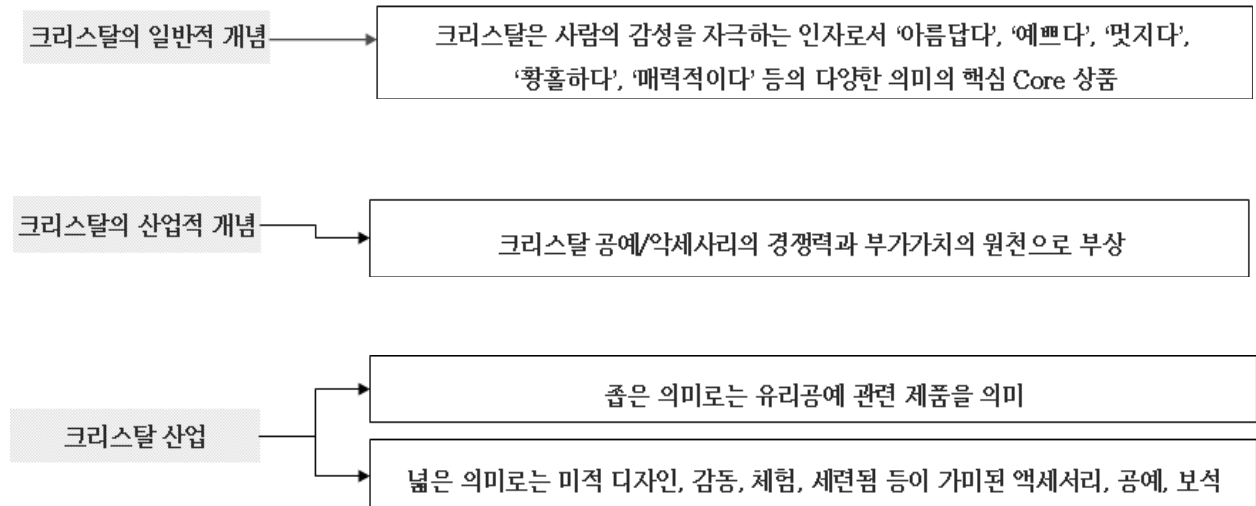 크리스탈의 일반적 개념
크리스탈은 사람의 감성을 자극하는 인자로서 ‘아름답다’, ‘예쁘다’, ‘멋지다’,
‘황홀하다’, ‘매력적이다’ 등의 다양한 의미의 핵심 Core 상품
크리스탈의 산업적 개념
크리스탈 공예/악세사리의 경쟁력과 부가가치의 원천으로 부상
크리스탈 산업
좁은 의미로는 유리공예 관련 제품을 의미
넓은 의미로는 미적 디자인, 감동, 체험, 세련됨 등이 가미된 액세서리, 공예, 보석